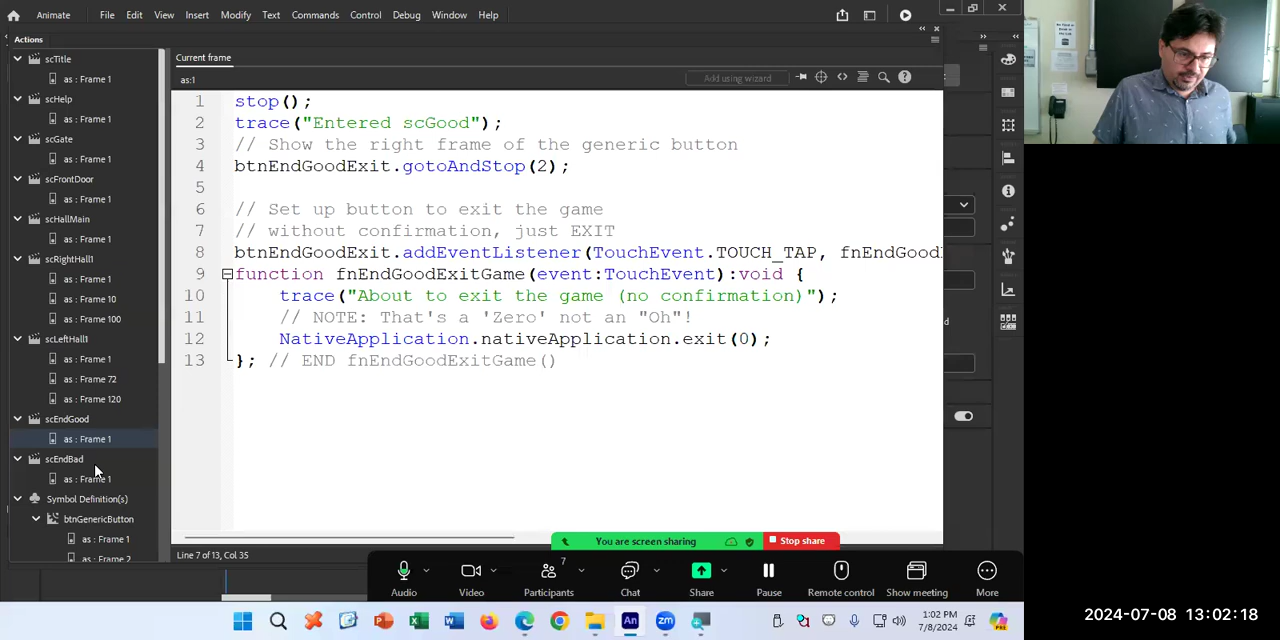 Animate File Edit View Insert Modify Text Commands Control Debug Window Help
Actions
scTitle
as : Frame 1
scHelp
as : Frame 1
scGate
as : Frame 1
scFrontDoor
as : Frame 1
scHallMain
as : Frame 1
scRightHall1
as : Frame 1
as : Frame 10
as : Frame 100
scLeftHall1
as : Frame 1
as : Frame 72
as : Frame 120
scEndGood
as : Frame 1
scEndBad
as : Frame 1
Symbol Definition(s)
btnGenericButton
as : Frame 1
as : Frame 2
Current frame
as:1
Add using wizard
1 stop();
2 trace("Entered scGood");
3 // Show the right frame of the generic button
4 btnEndGoodExit.gotoAndStop(2);
5
6 // Set up button to exit the game
7 // without confirmation, just EXIT
8 btnEndGoodExit.addEventListener(TouchEvent.TOUCH_TAP, fnEndGoodE
9 function fnEndGoodExitGame(event:TouchEvent):void {
10 trace("About to exit the game (no confirmation)");
11 // NOTE: That's a 'Zero' not an "Oh"!
12 NativeApplication.nativeApplication.exit(0);
13 }; // END fnEndGoodExitGame()
Line 7 of 13, Col 35
You are screen sharing Stop share
7
Audio Video Participants Chat Share Pause Remote control Show meeting More
1:02 PM
7/8/2024
2024-07-08 13:02:18